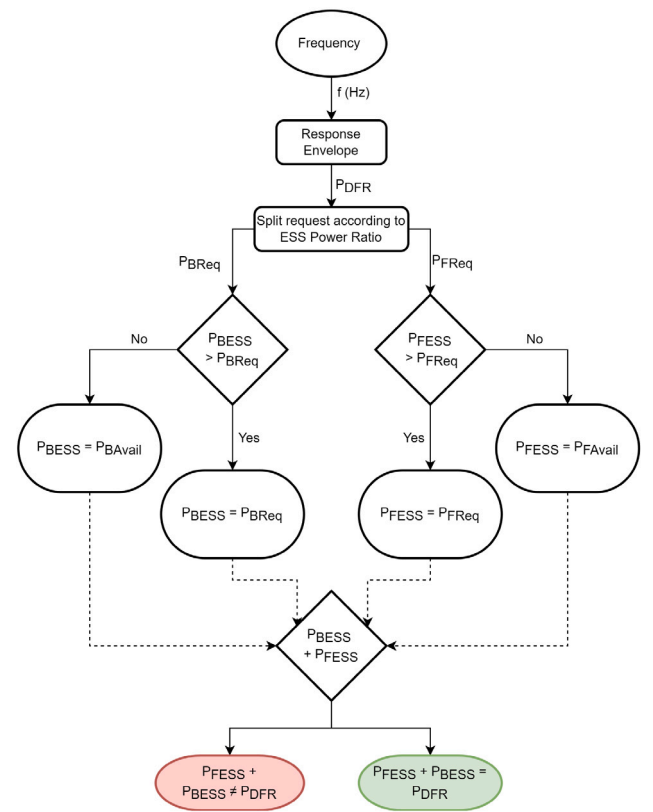 Frequency
f (Hz)
Response
Envelope
PDFR
Split request according to
ESS Power Ratio
PBReq
PFReq
PBESS
> PBReq
PFESS
> PFReq
No
No
Yes
Yes
PBESS = PBAvail
PFESS = PFAvail
PBESS = PBReq
PFESS = PFReq
PBESS
+ PFESS
PFESS +
PBESS ≠ PDFR
PFESS + PBESS =
PDFR